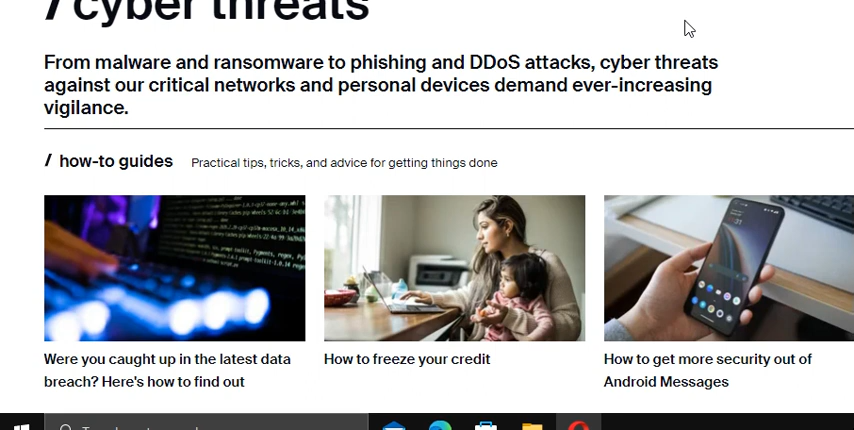 / cyber threats
From malware and ransomware to phishing and DDoS attacks, cyber threats
against our critical networks and personal devices demand ever-increasing
vigilance.
/ how-to guides Practical tips, tricks, and advice for getting things done
Were you caught up in the latest data
breach? Here's how to find out
How to freeze your credit
How to get more security out of
Android Messages